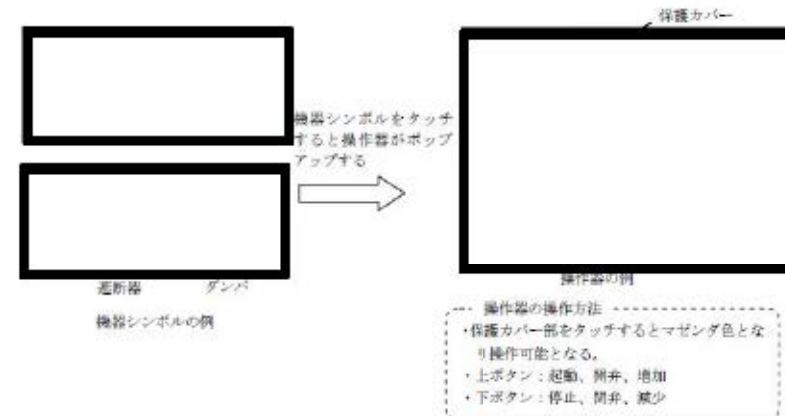 保護カバー
機器シンボルをタッチ
すると操作器がポップ
アップする
遮断器 ダンパ
機器シンボルの例
操作器の例
操作器の操作方法
・保護カバー部をタッチするとマゼンダ色とな
り操作可能となる。
・上ボタン：起動、開弁、増加
・下ボタン：停止、閉弁、減少